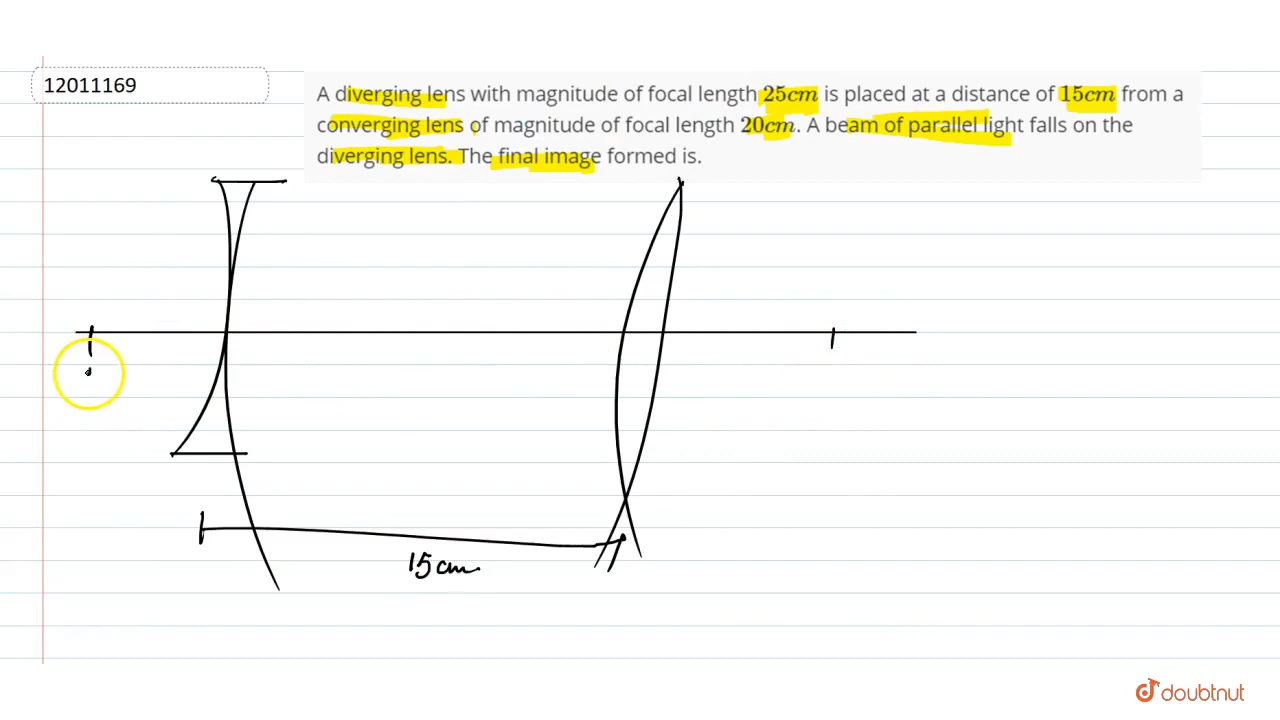 12011169
A diverging lens with magnitude of focal length 25cm is placed at a distance of 15cm from a
converging lens of magnitude of focal length 20cm. A beam of parallel light falls on the
diverging lens. The final image formed is.
15cm
doubtnut